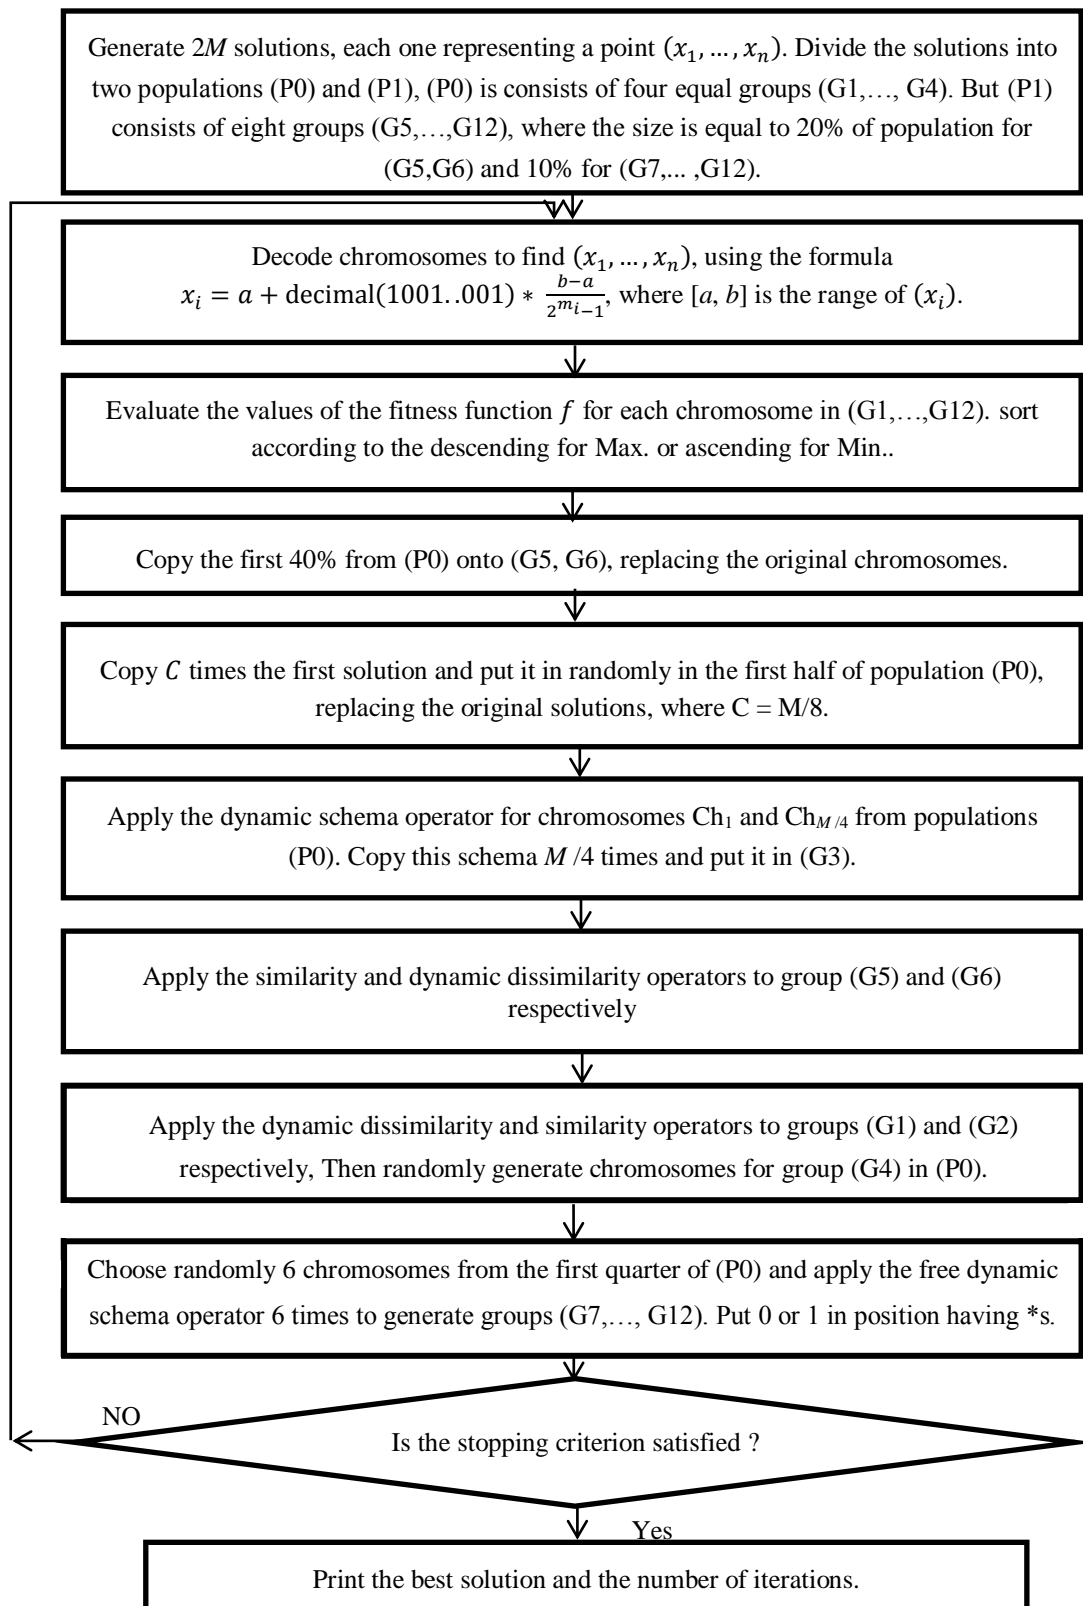 Generate 2M solutions, each one representing a point (x₁, … , xₙ). Divide the solutions into
two populations (P0) and (P1), (P0) is consists of four equal groups (G1,…, G4). But (P1)
consists of eight groups (G5,…,G12), where the size is equal to 20% of population for
(G5,G6) and 10% for (G7,... ,G12).
Decode chromosomes to find (x₁, … , xₙ), using the formula
xᵢ = a + decimal(1001. .001) ∗ (b−a)/(2^{mᵢ−1}), where [a, b] is the range of (xᵢ).
Evaluate the values of the fitness function f for each chromosome in (G1,…,G12). sort
according to the descending for Max. or ascending for Min..
Copy the first 40% from (P0) onto (G5, G6), replacing the original chromosomes.
Copy C times the first solution and put it in randomly in the first half of population (P0),
replacing the original solutions, where C = M/8.
Apply the dynamic schema operator for chromosomes Ch₁ and Ch_{M /4} from populations
(P0). Copy this schema M /4 times and put it in (G3).
Apply the similarity and dynamic dissimilarity operators to group (G5) and (G6)
respectively
Apply the dynamic dissimilarity and similarity operators to groups (G1) and (G2)
respectively, Then randomly generate chromosomes for group (G4) in (P0).
Choose randomly 6 chromosomes from the first quarter of (P0) and apply the free dynamic
schema operator 6 times to generate groups (G7,…, G12). Put 0 or 1 in position having *s.
NO
Is the stopping criterion satisfied ?
Yes
Print the best solution and the number of iterations.